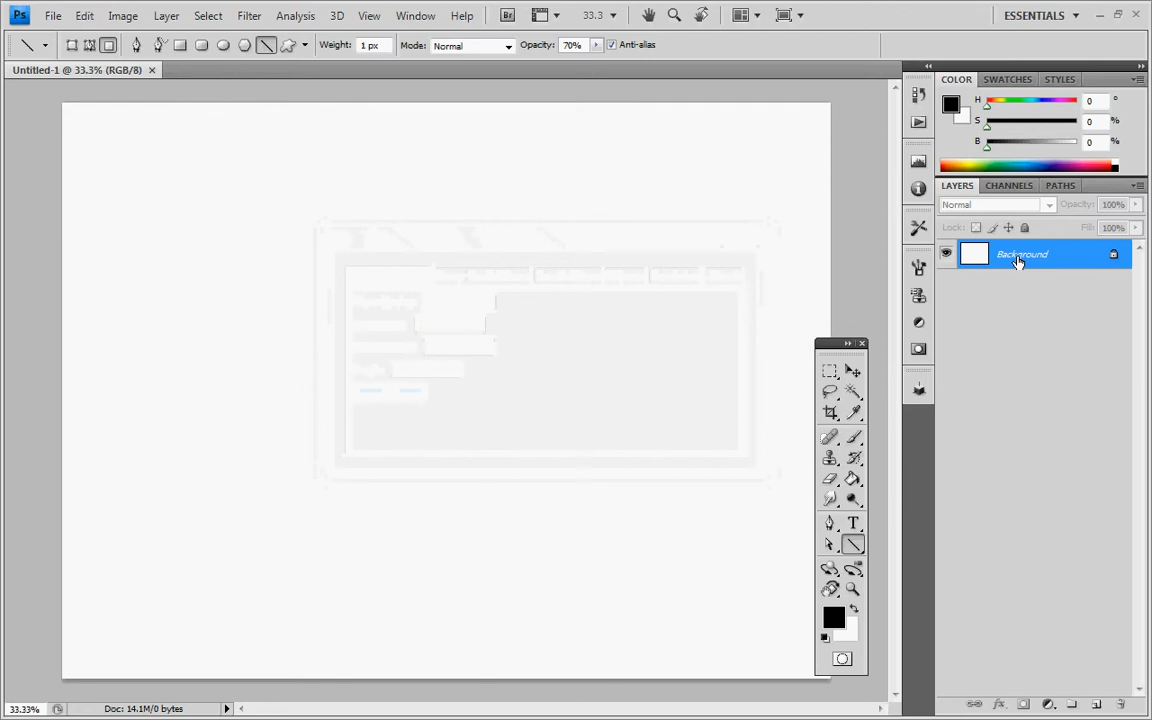 Ps File Edit Image Layer Select Filter Analysis 3D View Window Help Br 33.3 ESSENTIALS
Weight: 1 px Mode: Normal Opacity: 70% Anti-alias
Untitled-1 @ 33.3% (RGB/8)
COLOR SWATCHES STYLES
H 0 °
S 0 %
B 0 %
LAYERS CHANNELS PATHS
Normal Opacity: 100%
Lock: Fill: 100%
Background
T
33.33% Doc: 14.1M/0 bytes